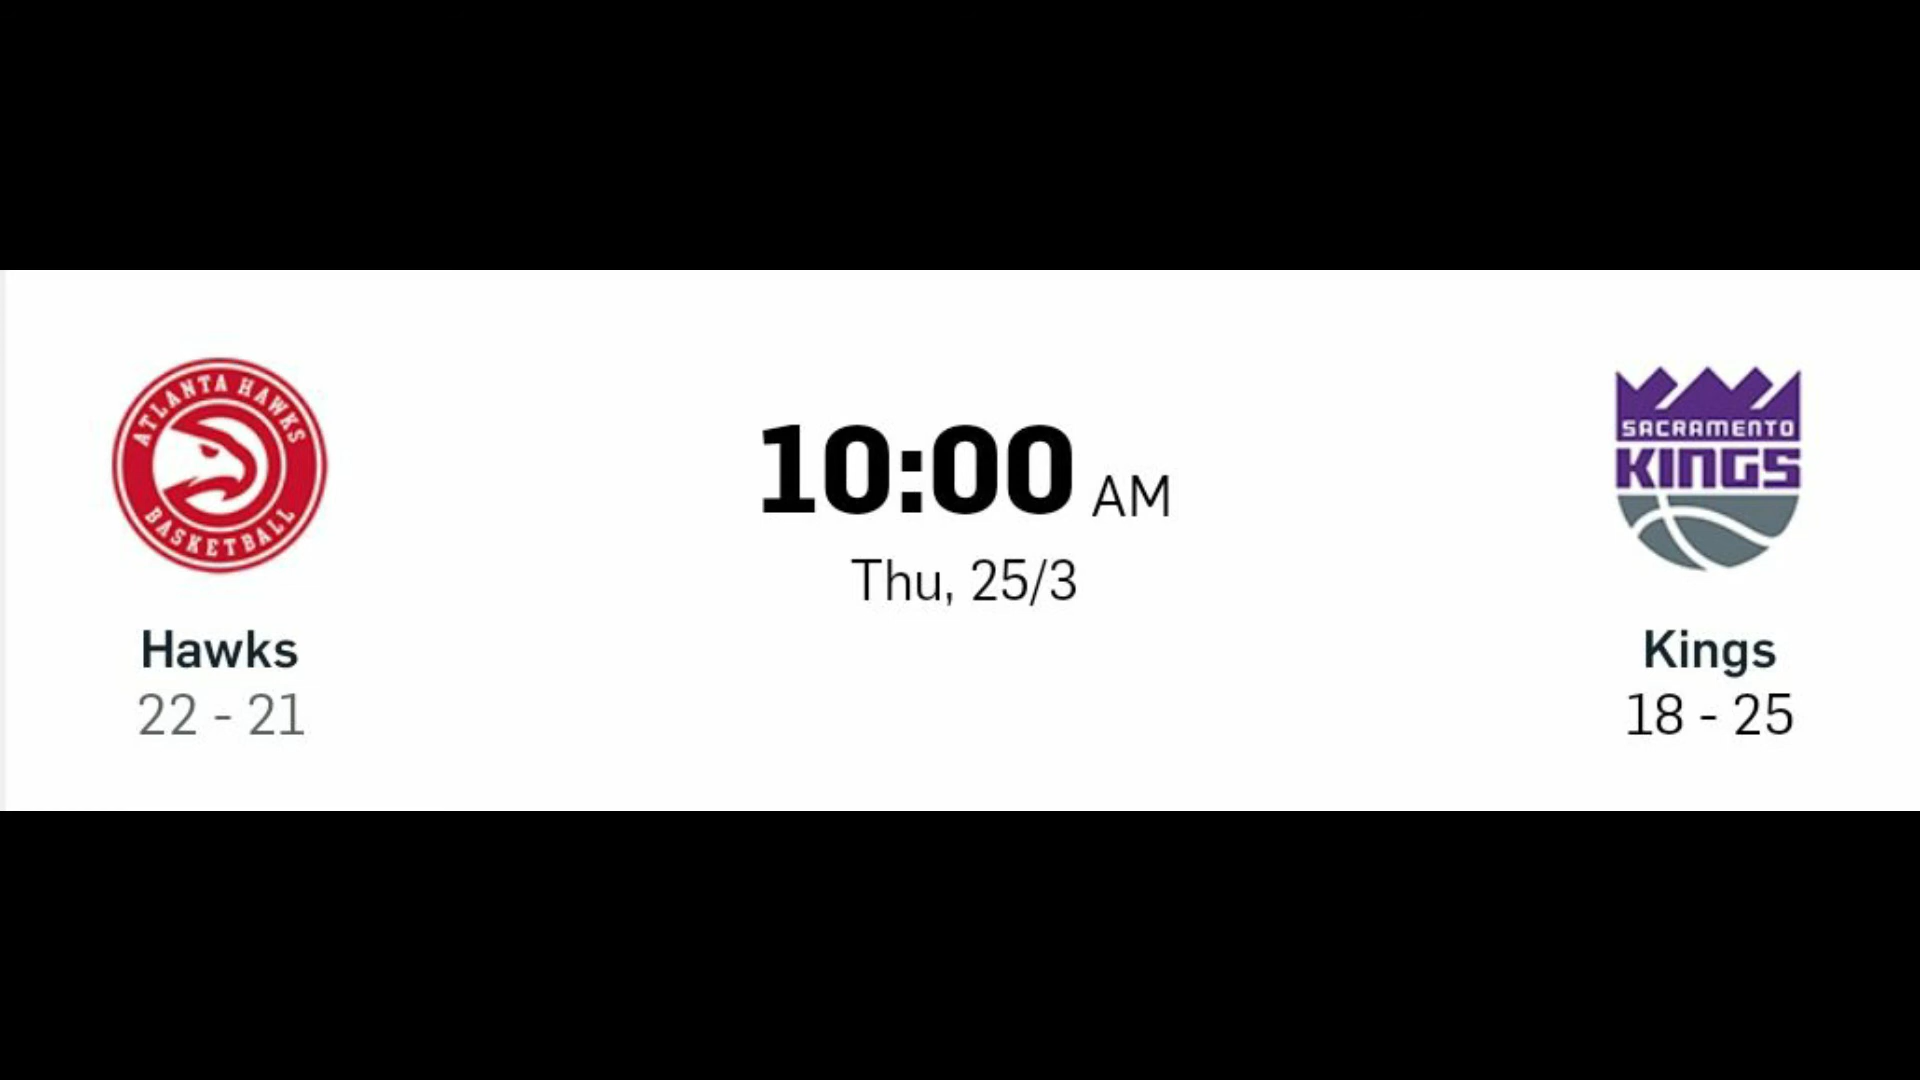 ATLANTA HAWKS
BASKETBALL
Hawks
22 - 21
10:00 AM
Thu, 25/3
SACRAMENTO
KINGS
Kings
18 - 25